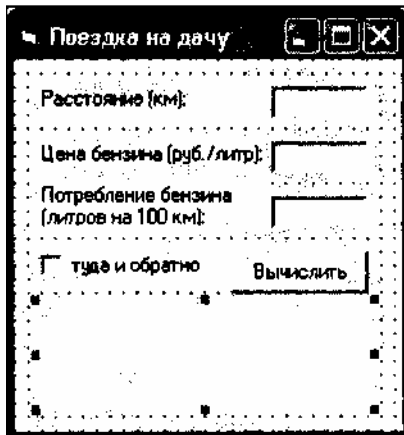 Поездка на дачу
Расстояние (км):
Цена бензина (руб./литр):
Потребление бензина
(литров на 100 км):
туда и обратно
Вычислить